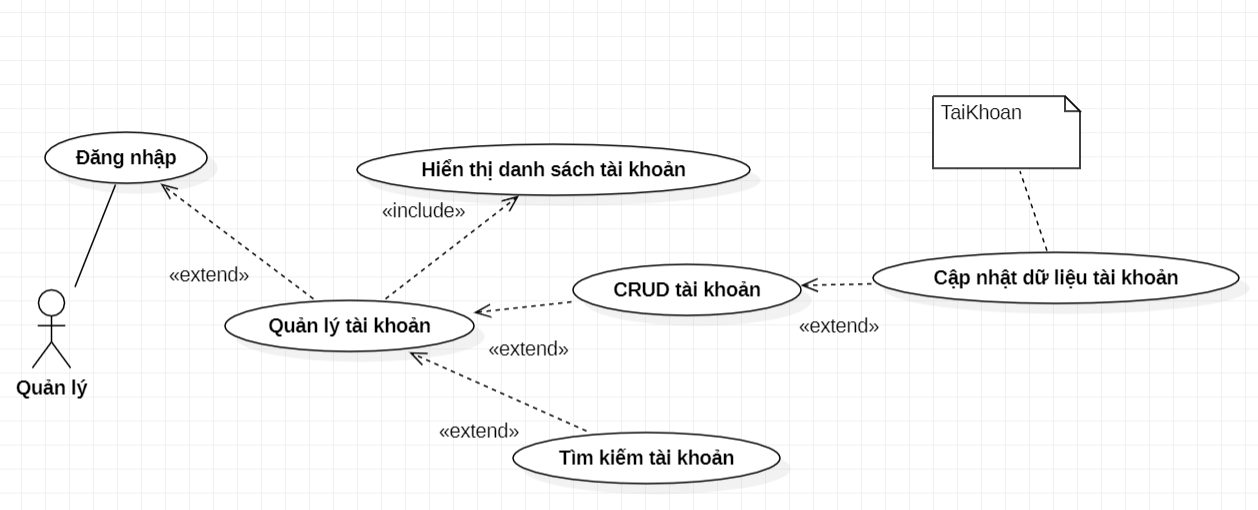 TaiKhoan
Đăng nhập
Hiển thị danh sách tài khoản
«include»
«extend»
Cập nhật dữ liệu tài khoản
CRUD tài khoản
Quản lý tài khoản
«extend»
«extend»
Quản lý
«extend»
Tìm kiếm tài khoản